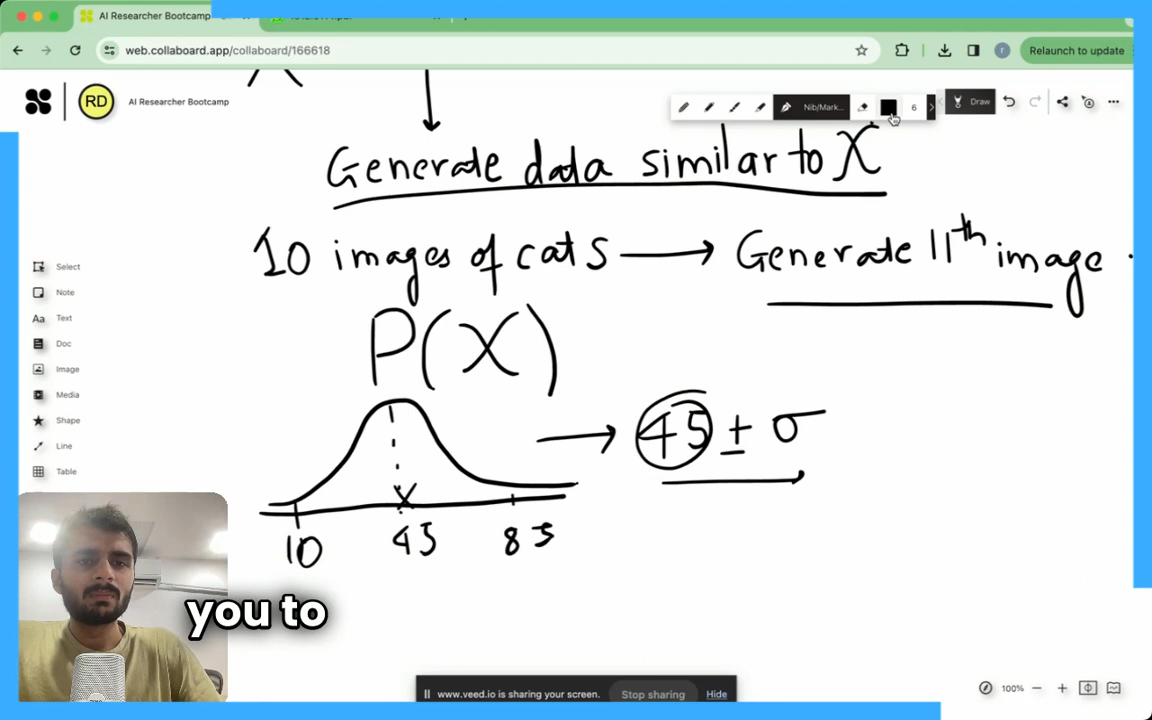 AI Researcher Bootcamp
web.collaboard.app/collaboard/166618
r
Relaunch to update
RD
AI Researcher Bootcamp
Nib/Mark...
6
Draw
X
Generate data similar to X
10 images of cats → Generate 11th image
P(X)
→ 45 ± σ
10 45 85
Select
Note
Text
Doc
Image
Media
Shape
Line
Table
you to
www.veed.io is sharing your screen.
Stop sharing
Hide
100%